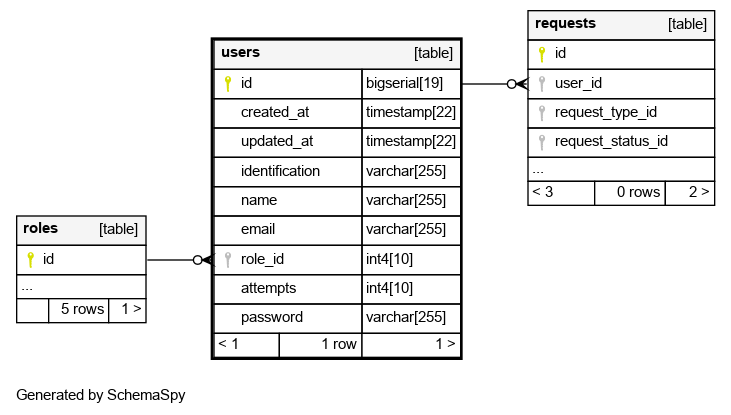 requests [table]
id
user_id
request_type_id
request_status_id
...
< 3 0 rows 2 >
users [table]
id bigserial[19]
created_at timestamp[22]
updated_at timestamp[22]
identification varchar[255]
name varchar[255]
email varchar[255]
role_id int4[10]
attempts int4[10]
password varchar[255]
< 1 1 row 1 >
roles [table]
id
...
5 rows 1 >
Generated by SchemaSpy